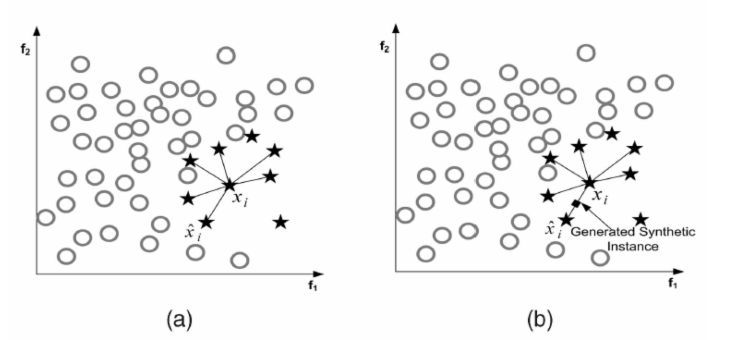 f₂
xᵢ
x̂ᵢ
f₁
(a)
f₂
xᵢ
x̂ᵢ
Generated Synthetic
Instance
f₁
(b)